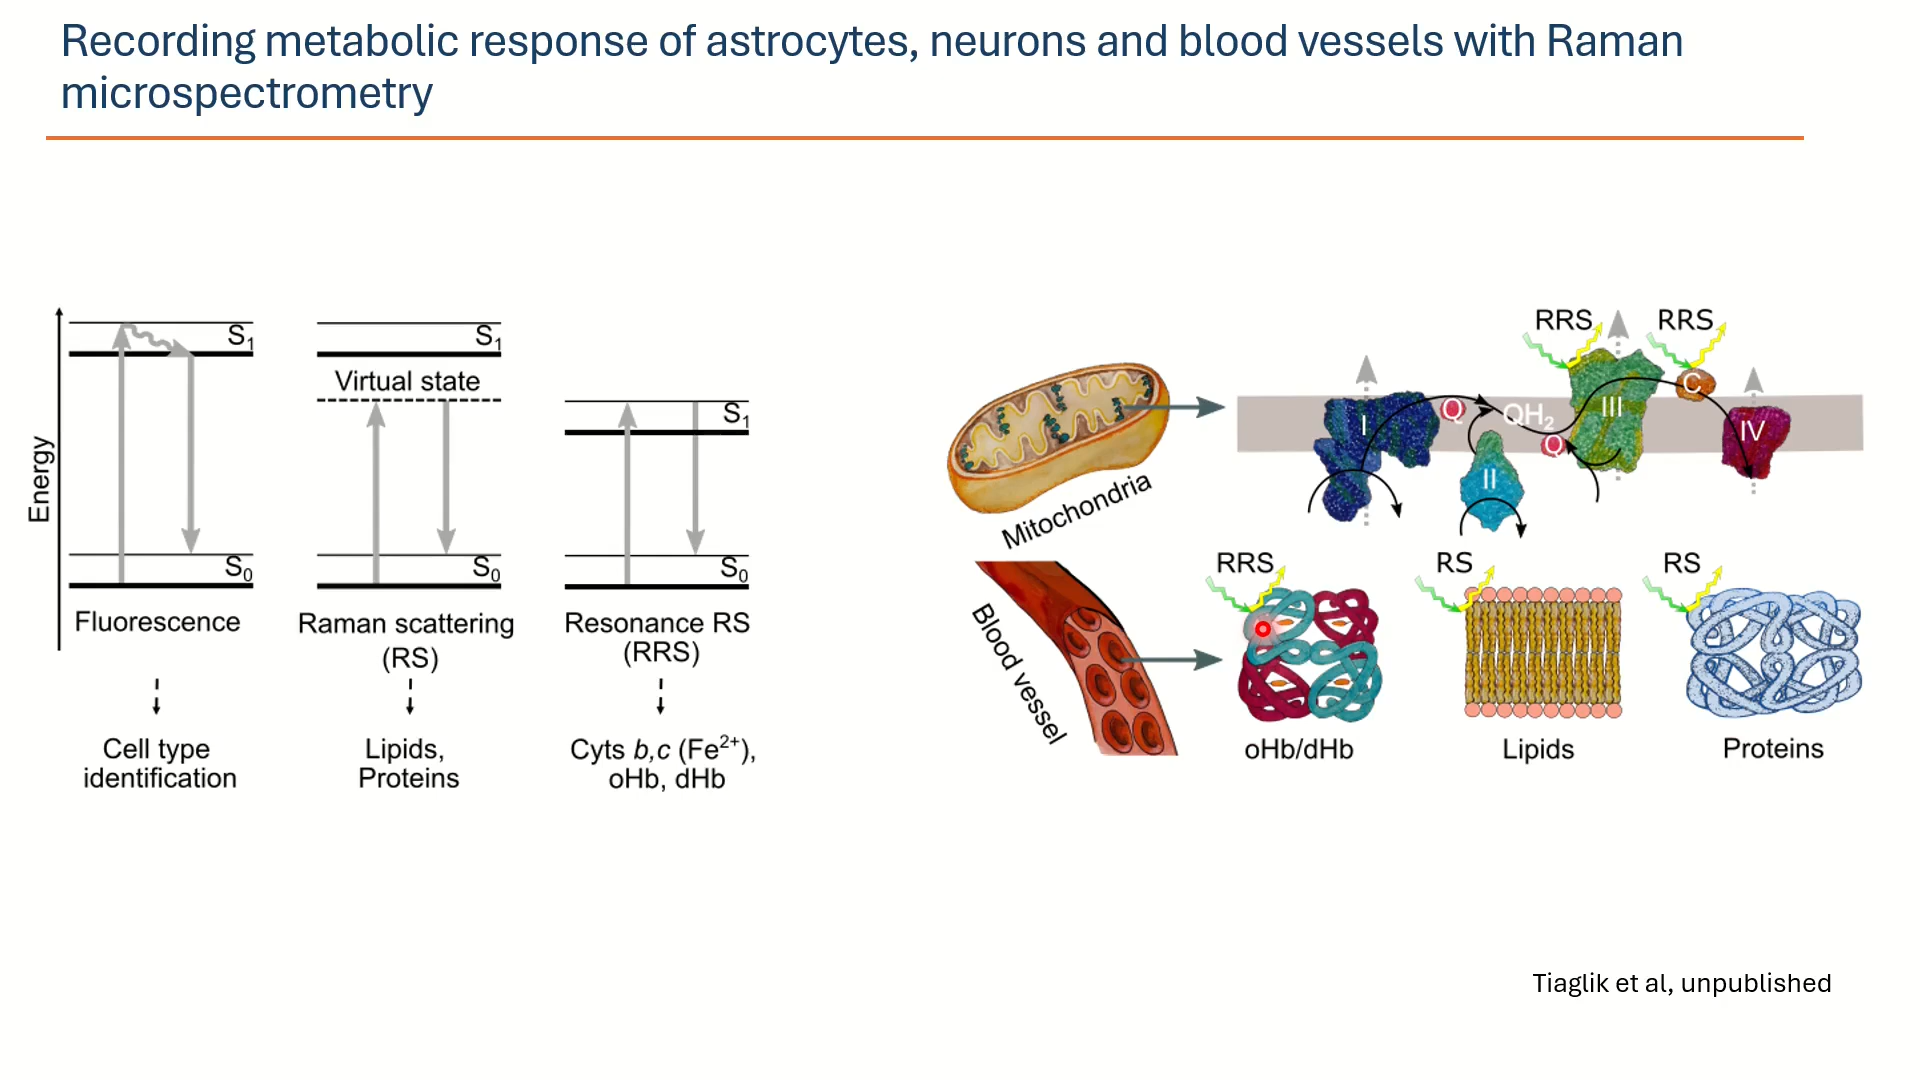 Recording metabolic response of astrocytes, neurons and blood vessels with Raman
microspectrometry
Energy
S1
S0
Fluorescence
Cell type
identification
S1
Virtual state
S0
Raman scattering
(RS)
Lipids,
Proteins
S1
S0
Resonance RS
(RRS)
Cyts b,c (Fe2+),
oHb, dHb
Mitochondria
RRS
RRS
I
Q
QH2
Q
II
III
C
IV
Blood vessel
RRS
oHb/dHb
RS
Lipids
RS
Proteins
Tiaglik et al, unpublished